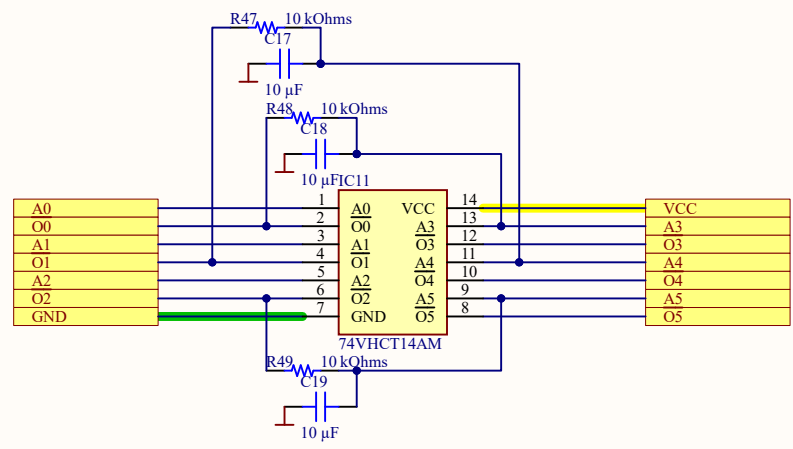 R47 10 kOhms
C17
10 µF
R48 10 kOhms
C18
10 µF IC11
A0 1 A0 VCC 14 VCC
O0 2 O0 A3 13 A3
A1 3 A1 O3 12 O3
O1 4 O1 A4 11 A4
A2 5 A2 O4 10 O4
O2 6 O2 A5 9 A5
GND 7 GND O5 8 O5
74VHCT14AM
R49 10 kOhms
C19
10 µF